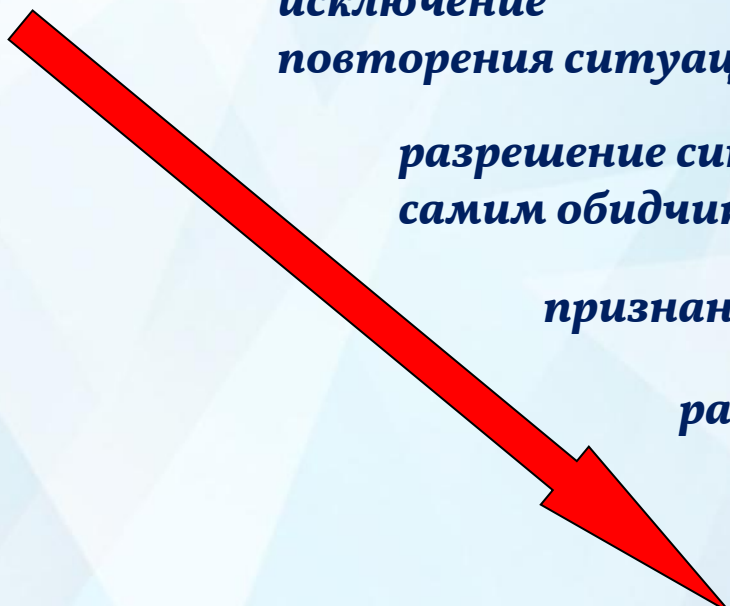 исключение
повторения ситуац
разрешение си
самим обидчи
признан
ра